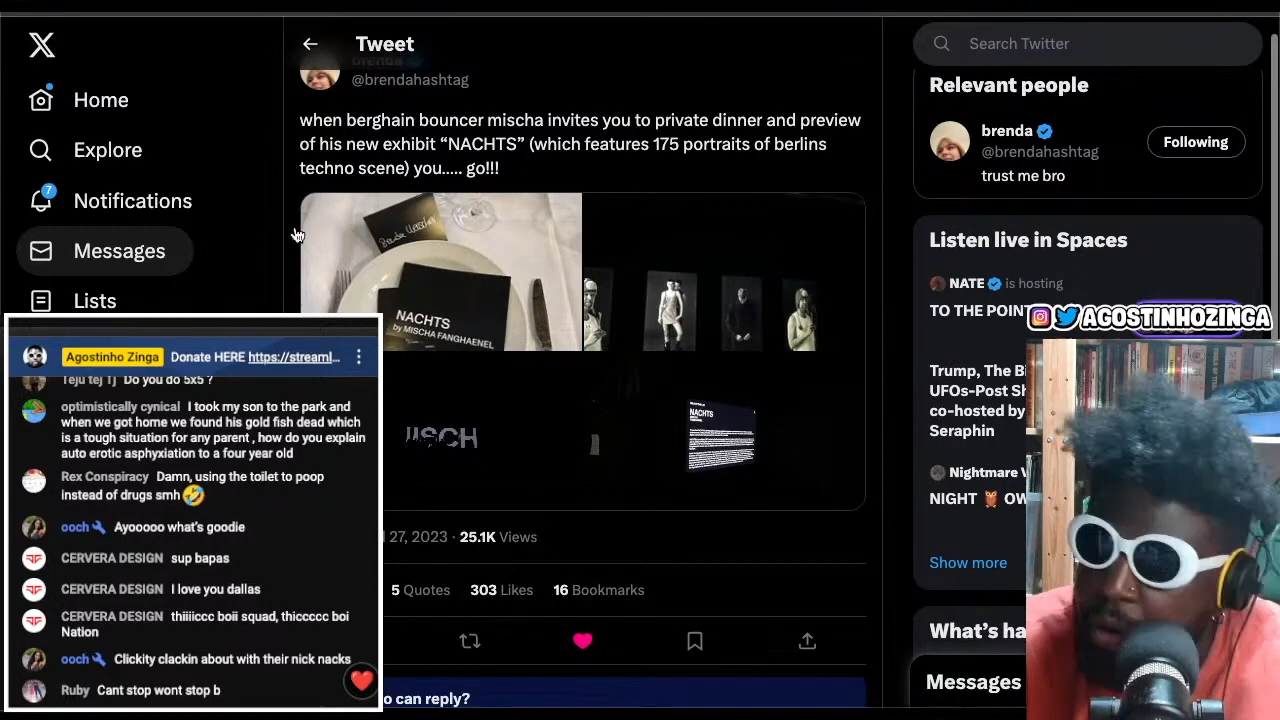 X
Home
Explore
7
Notifications
Messages
Lists
Tweet
brenda
@brendahashtag
when berghain bouncer mischa invites you to private dinner and preview
of his new exhibit “NACHTS” (which features 175 portraits of berlins
techno scene) you..... go!!!
NACHTS
by MISCHA FANGHAENEL
NACHTS
27, 2023 · 25.1K Views
5 Quotes 303 Likes 16 Bookmarks
can reply?
Search Twitter
Relevant people
brenda
@brendahashtag
Following
trust me bro
Listen live in Spaces
NATE is hosting
TO THE POIN
@AGOSTINHOZINGA
Trump, The Bi
UFOs-Post Sh
co-hosted by
Seraphin
Nightmare
NIGHT 🦉 OW
Show more
What’s ha
Messages
Agostinho Zinga Donate HERE https://streaml...
Teju tej 1] Do you do 5x5 ?
optimistically cynical I took my son to the park and
when we got home we found his gold fish dead which
is a tough situation for any parent , how do you explain
auto erotic asphyxiation to a four year old
Rex Conspiracy Damn, using the toilet to poop
instead of drugs smh🤣
ooch Ayooooo what's goodie
CERVERA DESIGN sup bapas
CERVERA DESIGN I love you dallas
CERVERA DESIGN thiiiiccc boii squad, thiccccc boi
Nation
ooch Clickity clackin about with their nick nacks
Ruby Cant stop wont stop b